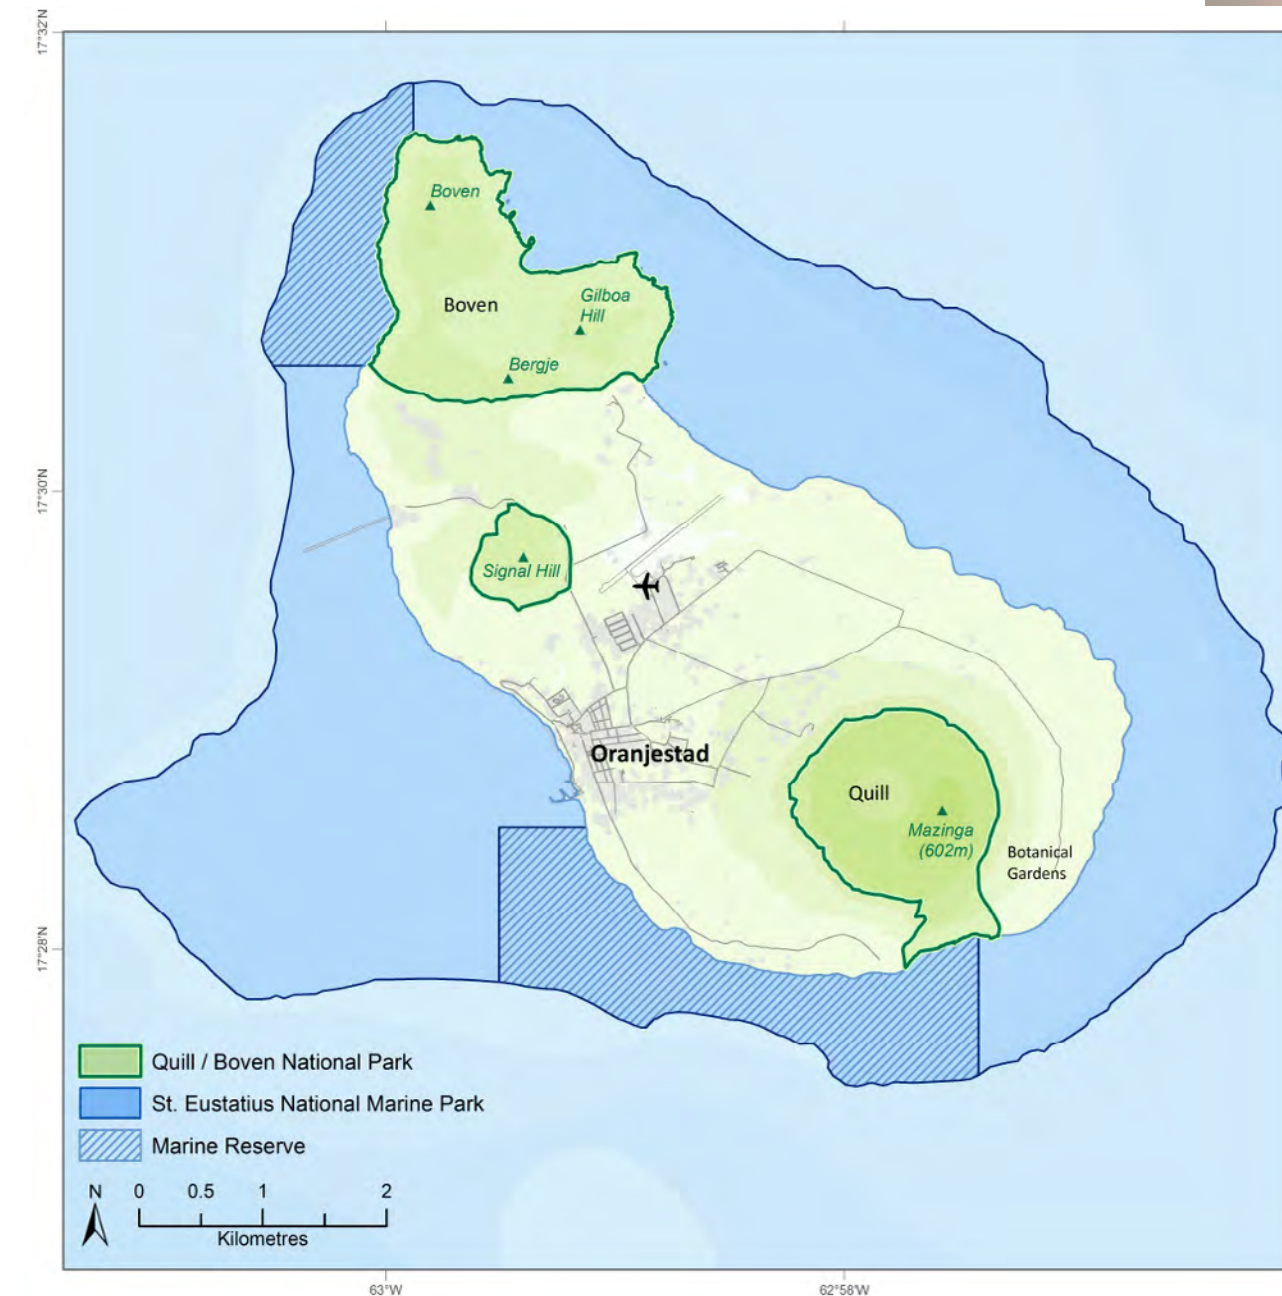 17°32'N
Boven
Gilboa
Hill
Boven
Bergje
17°30'N
Signal Hill
Oranjestad
Quill
Mazinga
(602m)
Botanical
Gardens
17°28'N
Quill / Boven National Park
St. Eustatius National Marine Park
Marine Reserve
N 0 0.5 1 2
Kilometres
63°W 62°58'W